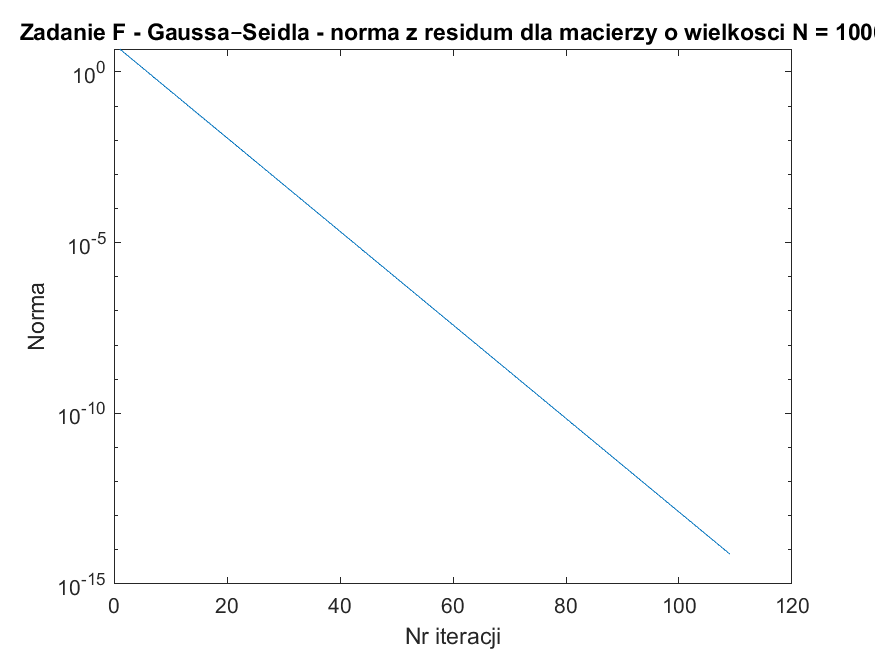 Zadanie F - Gaussa–Seidla - norma z residum dla macierzy o wielkosci N = 100
10^0
10^-5
Norma
10^-10
10^-15
0 20 40 60 80 100 120
Nr iteracji